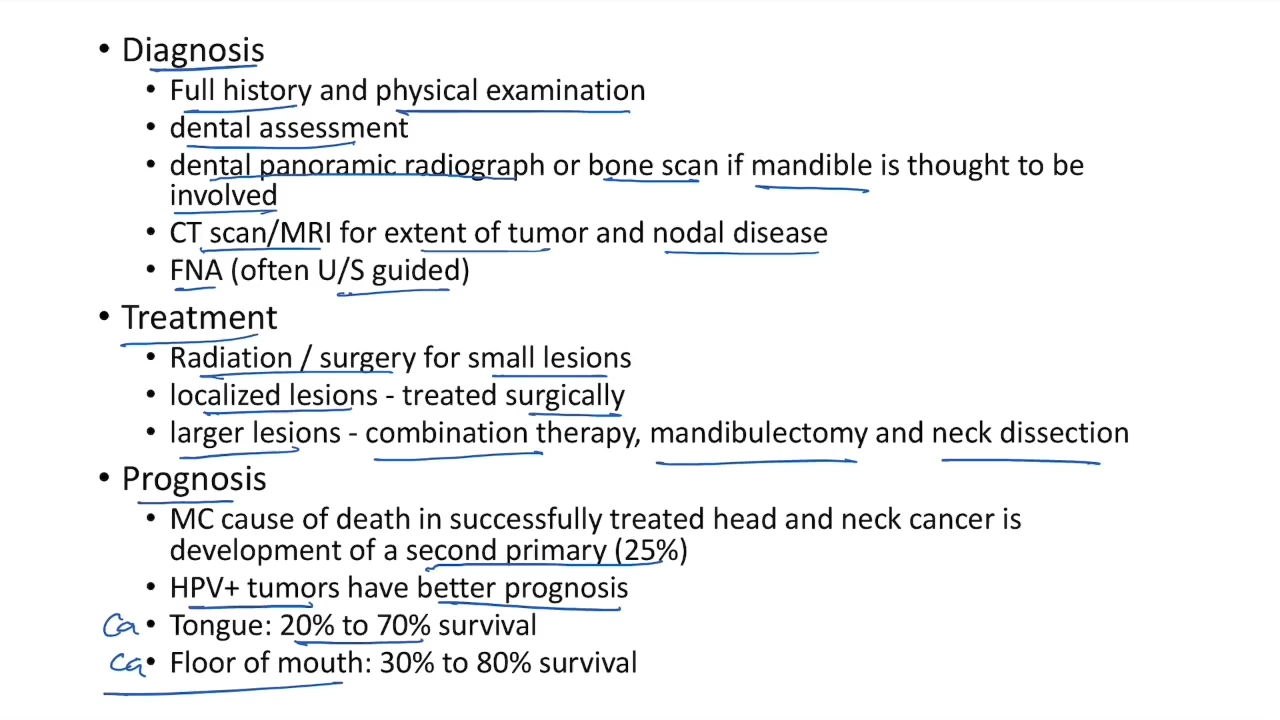 • Diagnosis
• Full history and physical examination
• dental assessment
• dental panoramic radiograph or bone scan if mandible is thought to be
involved
• CT scan/MRI for extent of tumor and nodal disease
• FNA (often U/S guided)
• Treatment
• Radiation / surgery for small lesions
• localized lesions - treated surgically
• larger lesions - combination therapy, mandibulectomy and neck dissection
• Prognosis
• MC cause of death in successfully treated head and neck cancer is
development of a second primary (25%)
• HPV+ tumors have better prognosis
Ca • Tongue: 20% to 70% survival
Ca • Floor of mouth: 30% to 80% survival